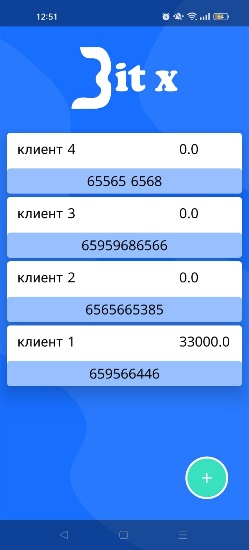 12:51
Bit x
клиент 4 0.0
65565 6568
клиент 3 0.0
65959686566
клиент 2 0.0
6565665385
клиент 1 33000.0
659566446
+